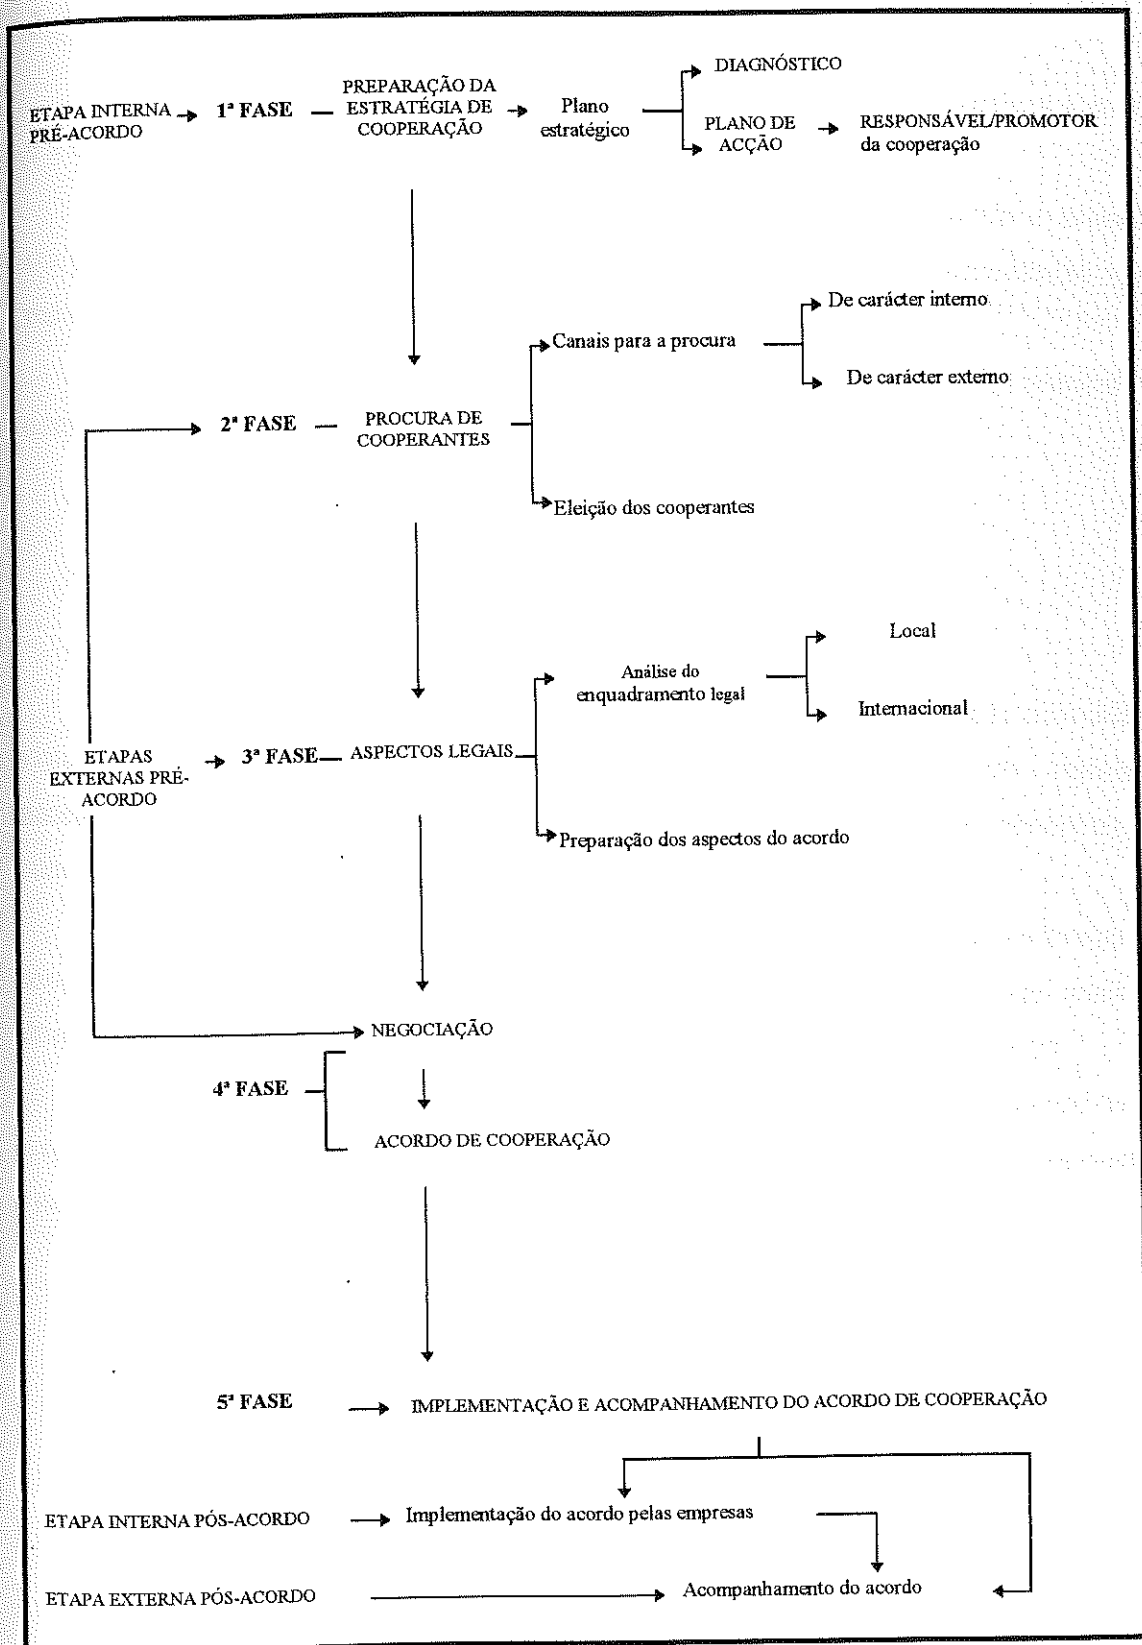 DIAGNÓSTICO
PREPARAÇÃO DA
ESTRATÉGIA DE
COOPERAÇÃO
ETAPA INTERNA
PRÉ-ACORDO
1ª FASE
Plano
estratégico
PLANO DE
ACÇÃO
RESPONSÁVEL/PROMOTOR
da cooperação
De carácter interno
Canais para a procura
De carácter externo
2ª FASE
PROCURA DE
COOPERANTES
Eleição dos cooperantes
Local
Análise do
enquadramento legal
Internacional
ETAPAS
EXTERNAS PRÉ-
ACORDO
3ª FASE
ASPECTOS LEGAIS
Preparação dos aspectos do acordo
NEGOCIAÇÃO
4ª FASE
ACORDO DE COOPERAÇÃO
5ª FASE
IMPLEMENTAÇÃO E ACOMPANHAMENTO DO ACORDO DE COOPERAÇÃO
ETAPA INTERNA PÓS-ACORDO
Implementação do acordo pelas empresas
ETAPA EXTERNA PÓS-ACORDO
Acompanhamento do acordo